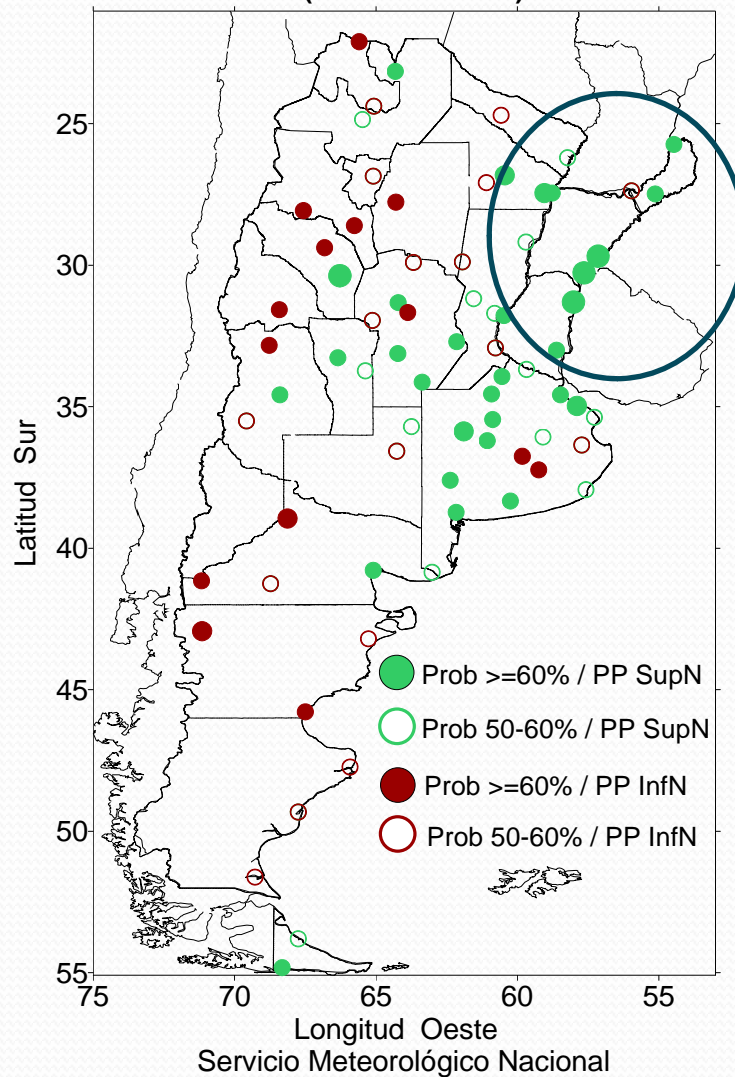 25
30
Latitud Sur
35
40
45
50
55
Prob >=60% / PP SupN
Prob 50-60% / PP SupN
Prob >=60% / PP InfN
Prob 50-60% / PP InfN
75 70 65 60 55
Longitud Oeste
Servicio Meteorológico Nacional